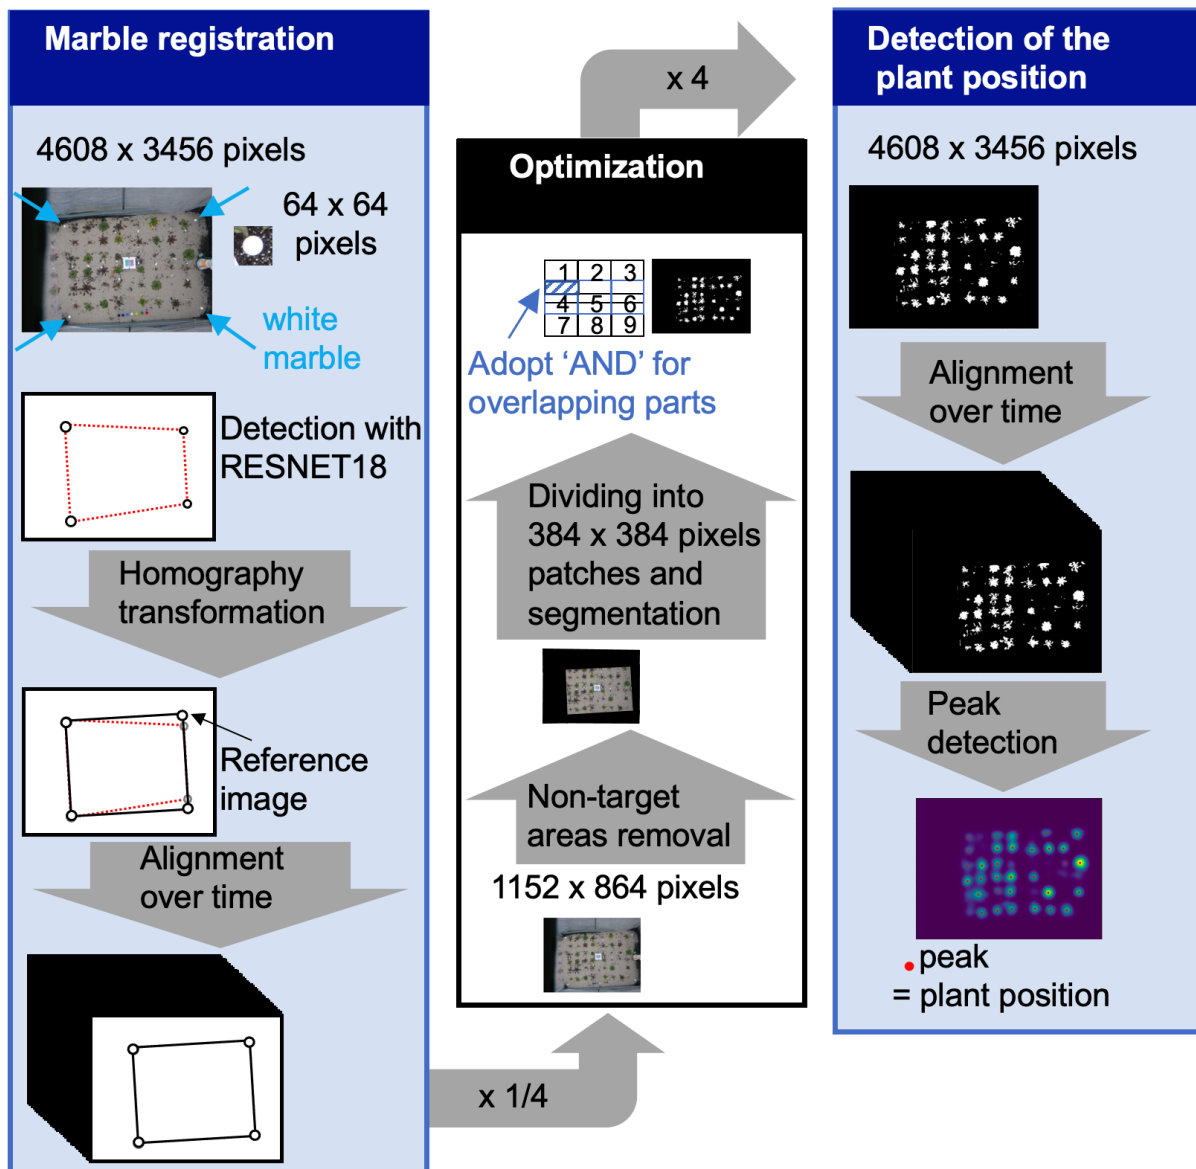 Marble registration
4608 x 3456 pixels
64 x 64
pixels
white
marble
Detection with
RESNET18
Homography
transformation
Reference
image
Alignment
over time
x 1/4
1152 x 864 pixels
Non-target
areas removal
Dividing into
384 x 384 pixels
patches and
segmentation
Adopt ‘AND’ for
overlapping parts
1 2 3
4 5 6
7 8 9
Optimization
x 4
Detection of the
plant position
4608 x 3456 pixels
Alignment
over time
Peak
detection
peak
= plant position